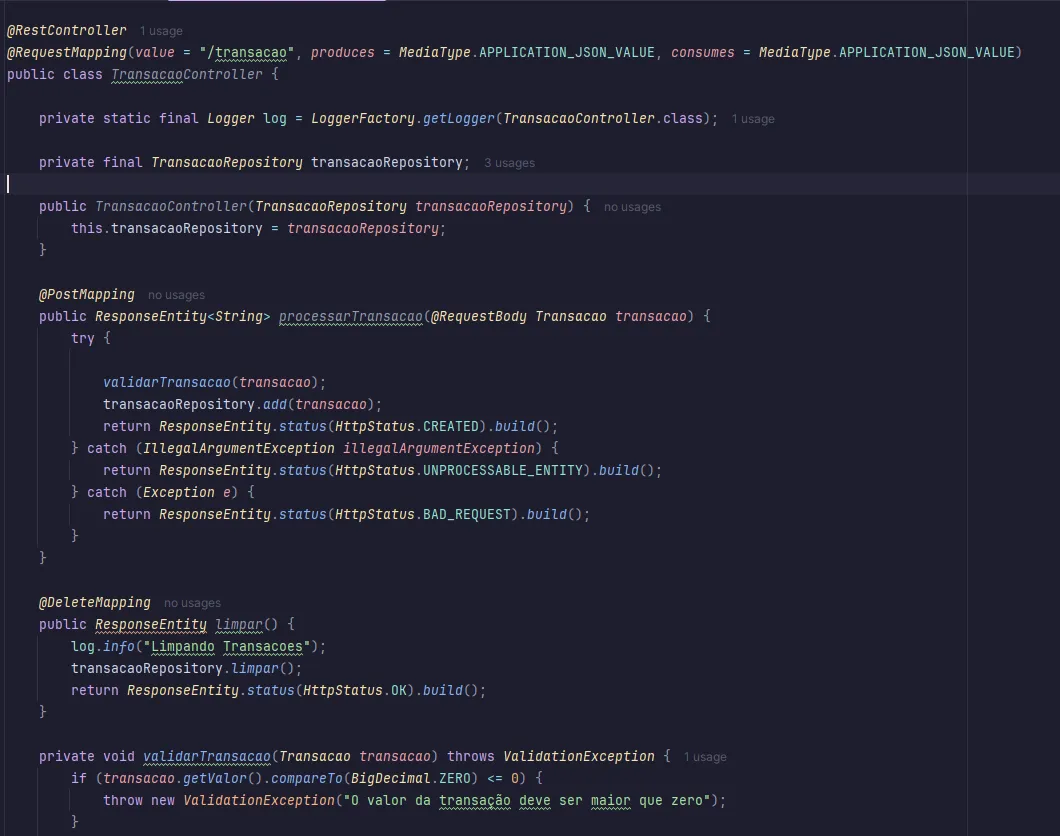 @RestController 1 usage
@RequestMapping(value = "/transacao", produces = MediaType.APPLICATION_JSON_VALUE, consumes = MediaType.APPLICATION_JSON_VALUE)
public class TransacaoController {
private static final Logger log = LoggerFactory.getLogger(TransacaoController.class); 1 usage
private final TransacaoRepository transacaoRepository; 3 usages
public TransacaoController(TransacaoRepository transacaoRepository) { no usages
this.transacaoRepository = transacaoRepository;
}
@PostMapping no usages
public ResponseEntity<String> processarTransacao(@RequestBody Transacao transacao) {
try {
validarTransacao(transacao);
transacaoRepository.add(transacao);
return ResponseEntity.status(HttpStatus.CREATED).build();
} catch (IllegalArgumentException illegalArgumentException) {
return ResponseEntity.status(HttpStatus.UNPROCESSABLE_ENTITY).build();
} catch (Exception e) {
return ResponseEntity.status(HttpStatus.BAD_REQUEST).build();
}
}
@DeleteMapping no usages
public ResponseEntity limpar() {
log.info("Limpando Transacoes");
transacaoRepository.limpar();
return ResponseEntity.status(HttpStatus.OK).build();
}
private void validarTransacao(Transacao transacao) throws ValidationException { 1 usage
if (transacao.getValor().compareTo(BigDecimal.ZERO) <= 0) {
throw new ValidationException("O valor da transação deve ser maior que zero");
}